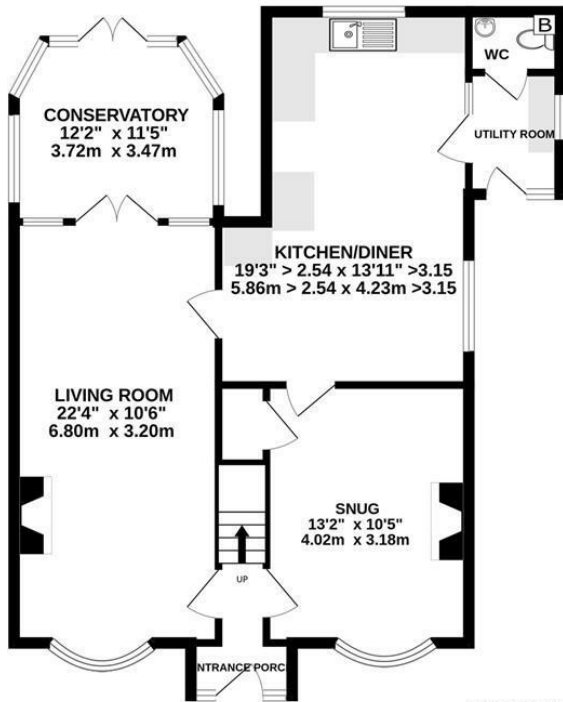 B
WC
CONSERVATORY
12'2" x 11'5"
3.72m x 3.47m
UTILITY ROOM
KITCHEN/DINER
19'3" > 2.54 x 13'11" >3.15
5.86m > 2.54 x 4.23m >3.15
LIVING ROOM
22'4" x 10'6"
6.80m x 3.20m
SNUG
13'2" x 10'5"
4.02m x 3.18m
UP
NTRANCE PORC